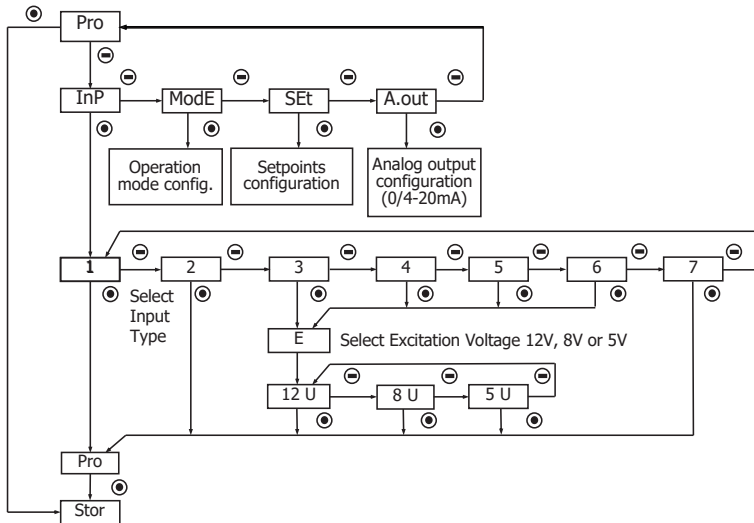 Pro
InP
ModE
SEt
A.out
Operation
mode config.
Setpoints
configuration
Analog output
configuration
(0/4-20mA)
1
2
3
4
5
6
7
Select
Input
Type
E
Select Excitation Voltage 12V, 8V or 5V
12 U
8 U
5 U
Pro
Stor